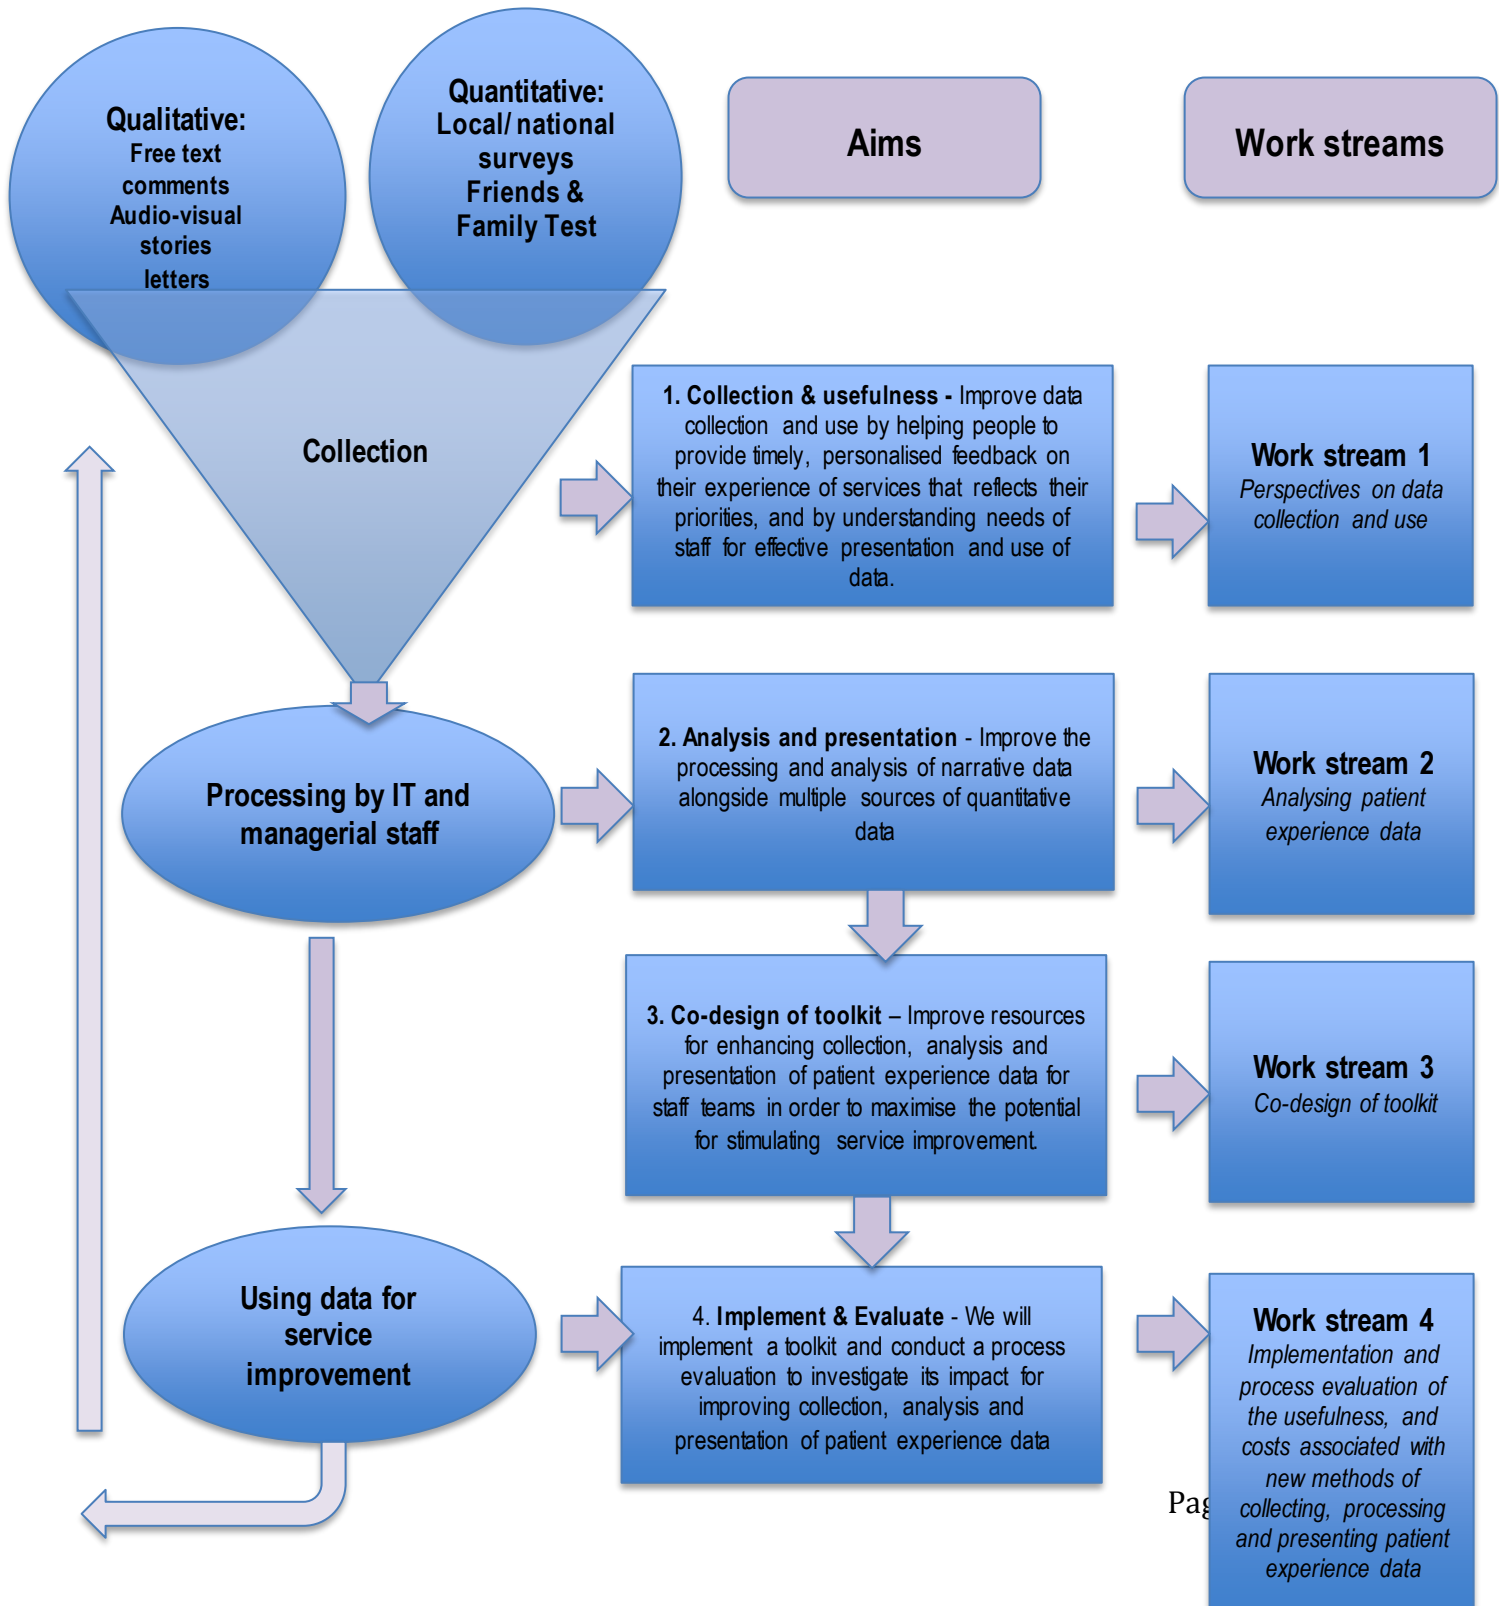 Qualitative:
Free text
comments
Audio-visual
stories
letters
Quantitative:
Local/ national
surveys
Friends &
Family Test
Aims
Work streams
Collection
1. Collection & usefulness - Improve data
collection and use by helping people to
provide timely, personalised feedback on
their experience of services that reflects their
priorities, and by understanding needs of
staff for effective presentation and use of
data.
Work stream 1
Perspectives on data
collection and use
Processing by IT and
managerial staff
2. Analysis and presentation - Improve the
processing and analysis of narrative data
alongside multiple sources of quantitative
data
Work stream 2
Analysing patient
experience data
3. Co-design of toolkit – Improve resources
for enhancing collection, analysis and
presentation of patient experience data for
staff teams in order to maximise the potential
for stimulating service improvement.
Work stream 3
Co-design of toolkit
Using data for
service
improvement
4. Implement & Evaluate - We will
implement a toolkit and conduct a process
evaluation to investigate its impact for
improving collection, analysis and
presentation of patient experience data
Work stream 4
Implementation and
process evaluation of
the usefulness, and
costs associated with
new methods of
collecting, processing
and presenting patient
experience data